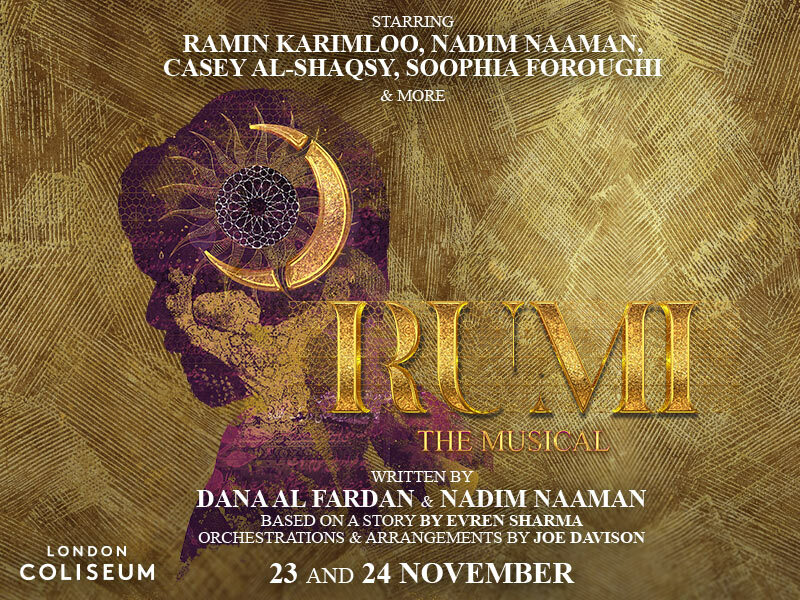 STARRING
RAMIN KARIMLOO, NADIM NAAMAN,
CASEY AL-SHAQSY, SOOPHIA FOROUGHI
& MORE
RUMI
THE MUSICAL
WRITTEN BY
DANA AL FARDAN & NADIM NAAMAN
BASED ON A STORY BY EVREN SHARMA
ORCHESTRATIONS & ARRANGEMENTS BY JOE DAVISON
LONDON
COLISEUM
23 AND 24 NOVEMBER